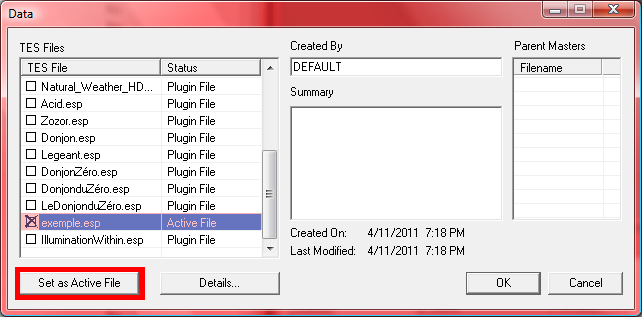 Data
TES Files
TES File Status
Natural_Weather_HD... Plugin File
Acid.esp Plugin File
Zozor.esp Plugin File
Donjon.esp Plugin File
Legeant.esp Plugin File
DonjonZéro.esp Plugin File
DonjonduZéro.esp Plugin File
LeDonjonduZéro.esp Plugin File
exemple.esp Active File
IlluminationWithin.esp Plugin File
Set as Active File
Details...
Created By
DEFAULT
Summary
Created On: 4/11/2011 7:18 PM
Last Modified: 4/11/2011 7:18 PM
Parent Masters
Filename
OK
Cancel